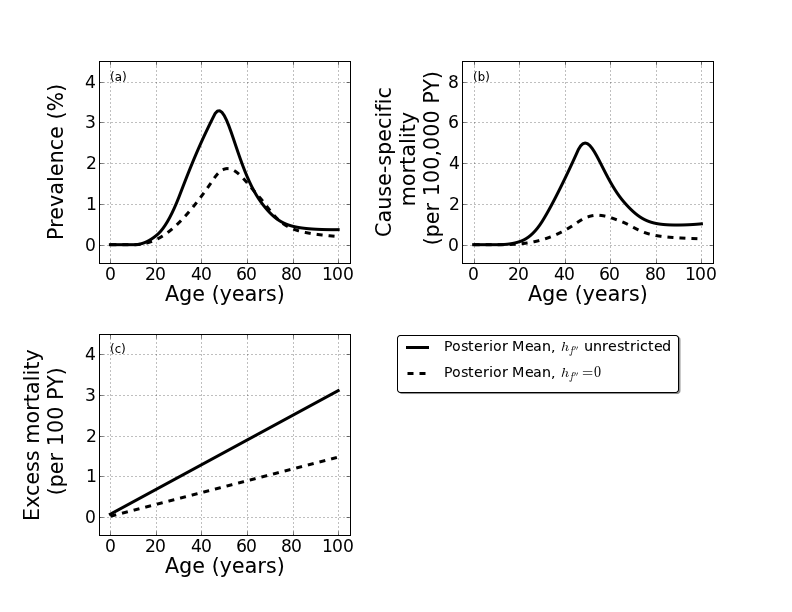 (a)
Prevalence (%)
4
3
2
1
0
0 20 40 60 80 100
Age (years)
(b)
Cause-specific
mortality
(per 100,000 PY)
8
6
4
2
0
0 20 40 60 80 100
Age (years)
(c)
Excess mortality
(per 100 PY)
4
3
2
1
0
0 20 40 60 80 100
Age (years)
Posterior Mean, h_{f'} unrestricted
Posterior Mean, h_{f'} = 0